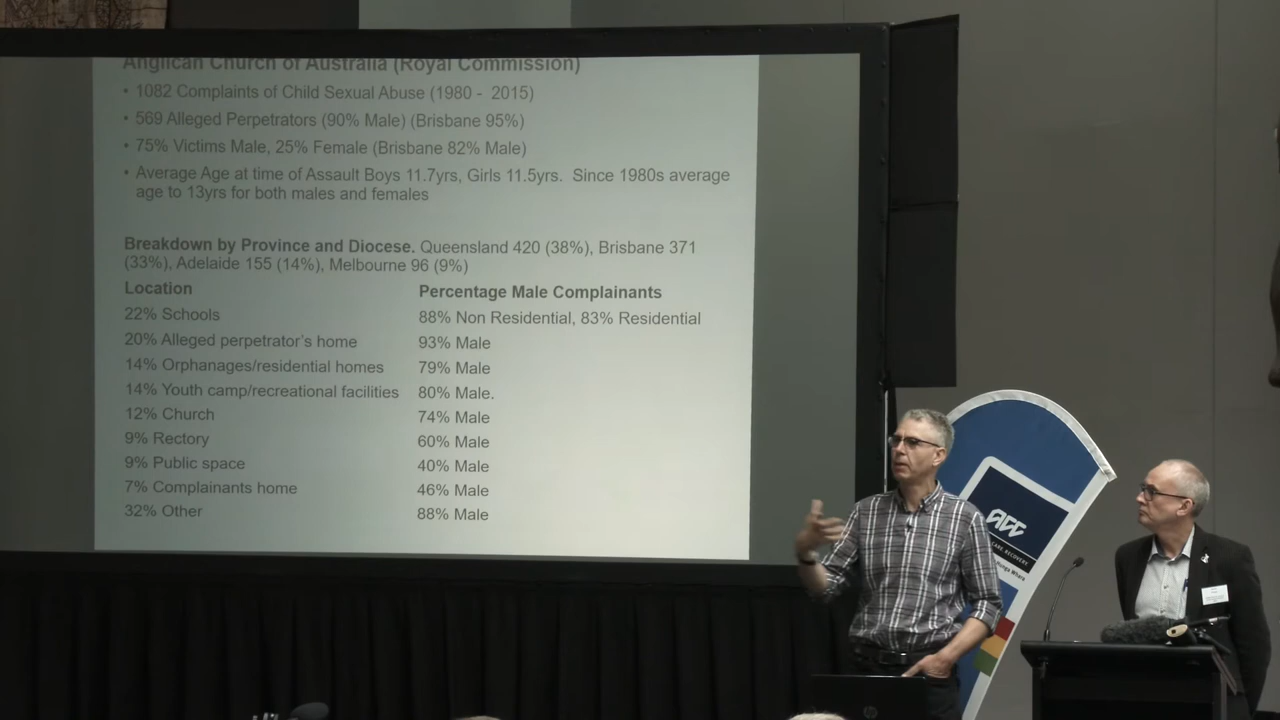 Anglican Church of Australia (Royal Commission)
• 1082 Complaints of Child Sexual Abuse (1980 - 2015)
• 569 Alleged Perpetrators (90% Male) (Brisbane 95%)
• 75% Victims Male, 25% Female (Brisbane 82% Male)
• Average Age at time of Assault Boys 11.7yrs, Girls 11.5yrs. Since 1980s average
age to 13yrs for both males and females
Breakdown by Province and Diocese. Queensland 420 (38%), Brisbane 371
(33%), Adelaide 155 (14%), Melbourne 96 (9%)
Location Percentage Male Complainants
22% Schools 88% Non Residential, 83% Residential
20% Alleged perpetrator's home 93% Male
14% Orphanages/residential homes 79% Male
14% Youth camp/recreational facilities 80% Male.
12% Church 74% Male
9% Rectory 60% Male
9% Public space 40% Male
7% Complainants home 46% Male
32% Other 88% Male
ACC
RECOVERY.